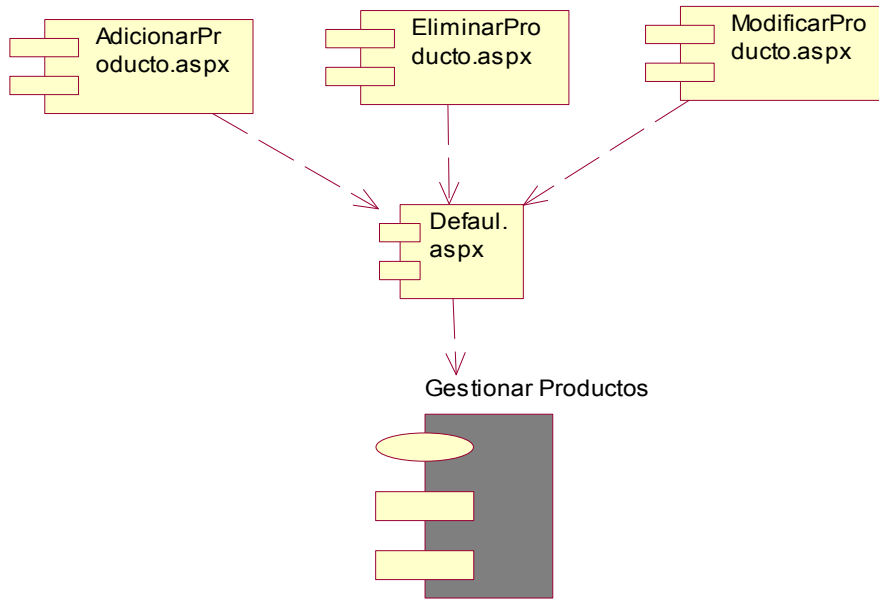 AdicionarPr
oducto.aspx
EliminarPro
ducto.aspx
ModificarPro
ducto.aspx
Defaul.
aspx
Gestionar Productos